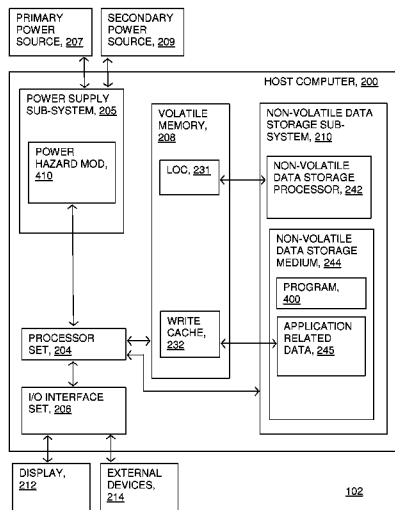 PRIMARY
POWER
SOURCE, 207
SECONDARY
POWER
SOURCE, 209
HOST COMPUTER, 200
POWER SUPPLY
SUB-SYSTEM, 205
POWER
HAZARD MOD,
410
VOLATILE
MEMORY,
208
LOC, 231
WRITE
CACHE,
232
NON-VOLATILE DATA
STORAGE SUB-
SYSTEM, 210
NON-VOLATILE
DATA STORAGE
PROCESSOR, 242
NON-VOLATILE
DATA STORAGE
MEDIUM, 244
PROGRAM,
400
APPLICATION
RELATED
DATA, 245
PROCESSOR
SET, 204
I/O INTERFACE
SET, 206
DISPLAY,
212
EXTERNAL
DEVICES,
214
102